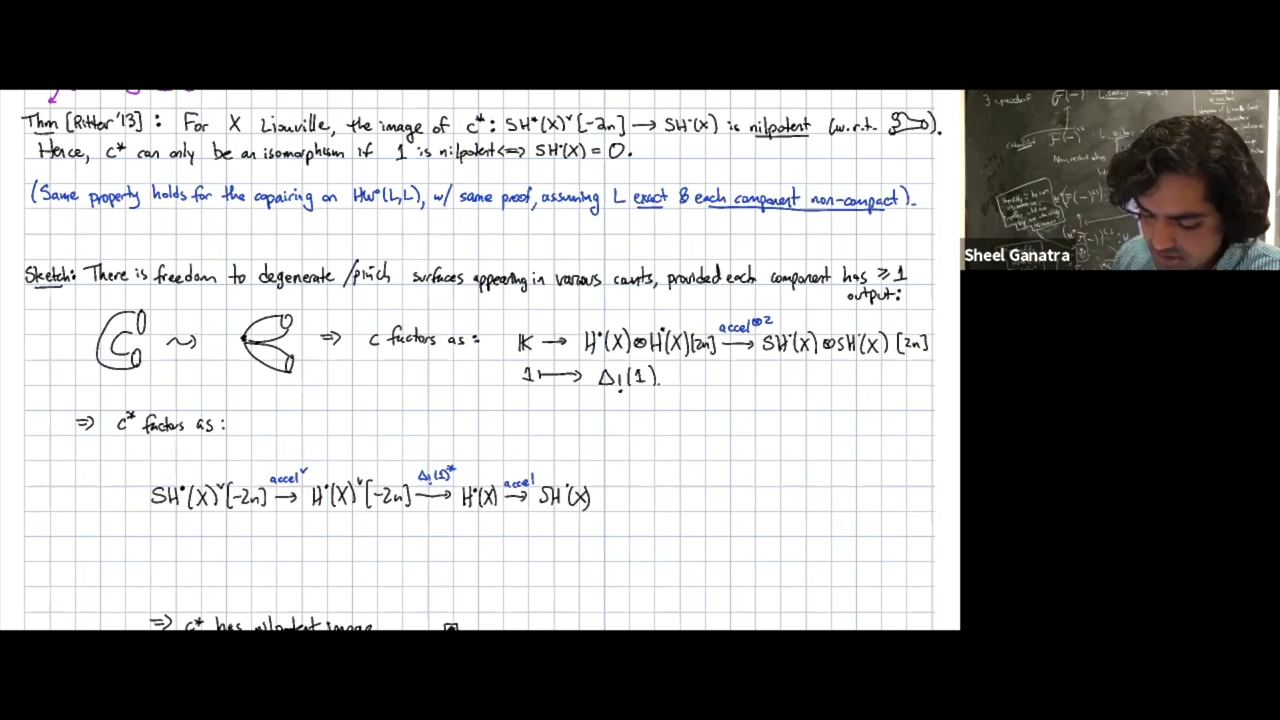 Thm [Ritter '13]: For X Liouville, the image of c*: SH•(X)ᵛ[-2n] → SH•(X) is nilpotent (w.r.t. ).
Hence, c* can only be an isomorphism if 1 is nilpotent ⟺ SH•(X) = 0.
(Same property holds for the copairing on HW•(L,L), w/ same proof, assuming L exact & each component non-compact).
Sketch: There is freedom to degenerate/pinch surfaces appearing in various counts, provided each component has ≥ 1
output:
⇒ c factors as: K → H•(X)⊗H•(X)[2n] accel⊗2 → SH•(X)⊗SH•(X)[2n]
1 ↦ Δ!(1).
⇒ c* factors as:
SH•(X)ᵛ[-2n] accelᵛ → H•(X)ᵛ[-2n] Δ!(1)* → H•(X) accel → SH•(X)
⇒ c* has nilpotent image
Sheel Ganatra